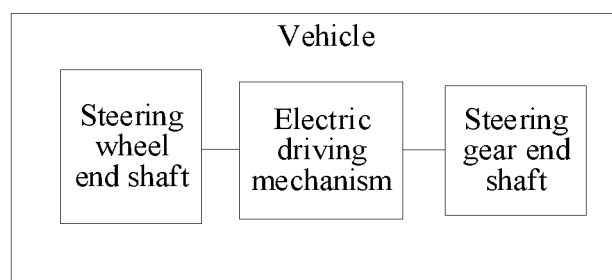 Vehicle
Steering
wheel
end shaft
Electric
driving
mechanism
Steering
gear end
shaft